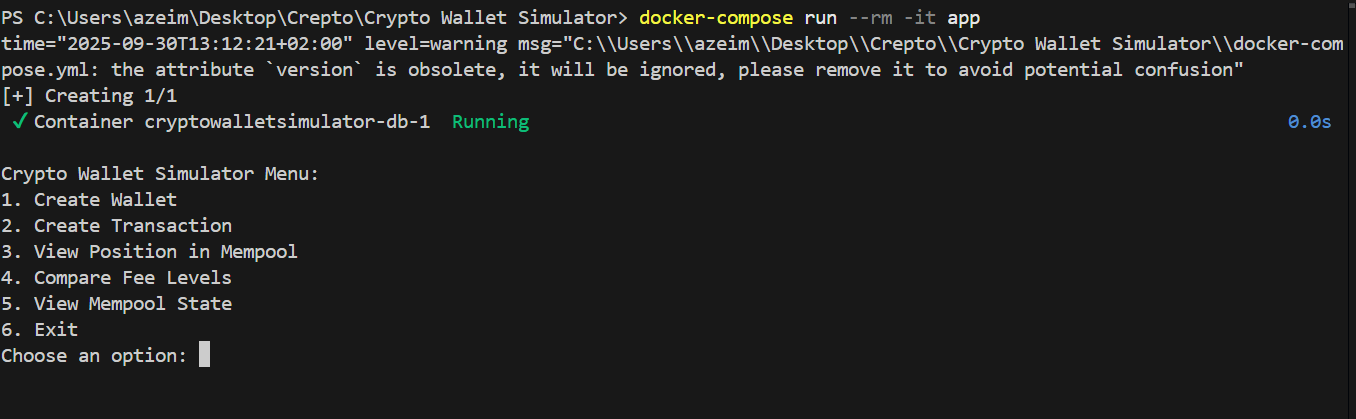 PS C:\Users\azeim\Desktop\Crepto\Crypto Wallet Simulator> docker-compose run --rm -it app
time="2025-09-30T13:12:21+02:00" level=warning msg="C:\\Users\\azeim\\Desktop\\Crepto\\Crypto Wallet Simulator\\docker-com
pose.yml: the attribute `version` is obsolete, it will be ignored, please remove it to avoid potential confusion"
[+] Creating 1/1
✓ Container cryptowalletsimulator-db-1 Running 0.0s
Crypto Wallet Simulator Menu:
1. Create Wallet
2. Create Transaction
3. View Position in Mempool
4. Compare Fee Levels
5. View Mempool State
6. Exit
Choose an option: